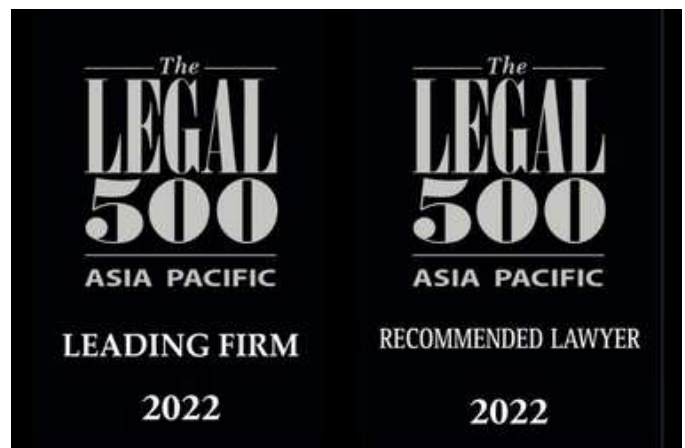 The
LEGAL
500
ASIA PACIFIC
LEADING FIRM
2022
The
LEGAL
500
ASIA PACIFIC
RECOMMENDED LAWYER
2022